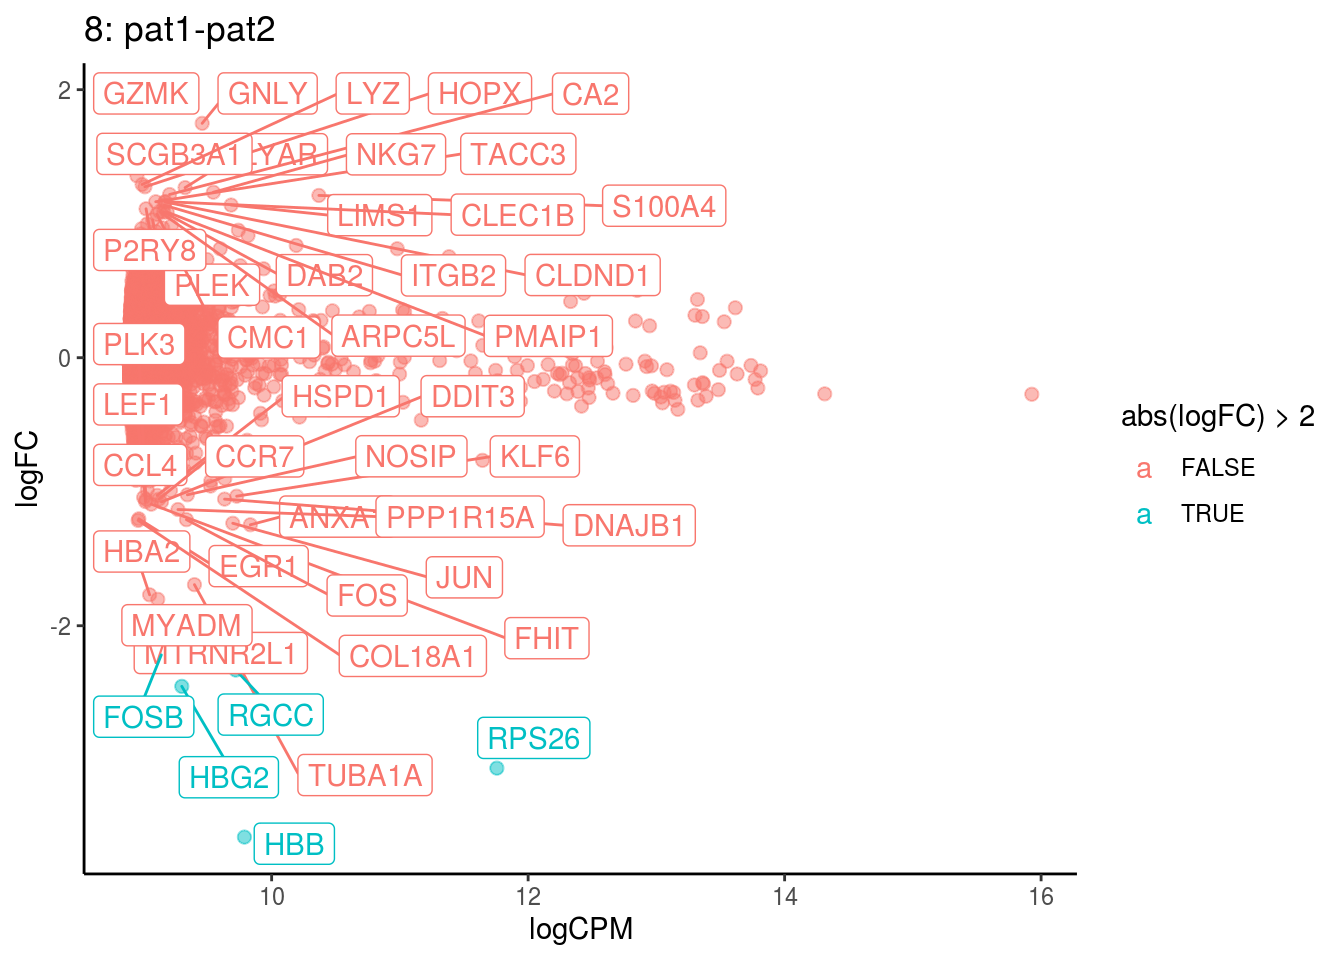 8: pat1-pat2
GZMK GNLY LYZ HOPX CA2
SCGB3A1 LYAR NKG7 TACC3
LIMS1 CLEC1B S100A4
P2RY8
PLEK DAB2 ITGB2 CLDND1
PLK3 CMC1 ARPC5L PMAIP1
LEF1 HSPD1 DDIT3
CCL4 CCR7 NOSIP KLF6
PPP1R15A DNAJB1
HBA2 EGR1 JUN
FOS
MYADM FHIT
MTRNR2L1 COL18A1
FOSB RGCC
RPS26
HBG2 TUBA1A
HBB
2
0
-2
logFC
10 12 14 16
logCPM
abs(logFC) > 2
a FALSE
a TRUE